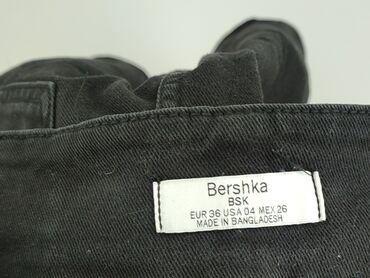 Bershka
BSK
EUR 36 USA 04 MEX 26
MADE IN BANGLADESH